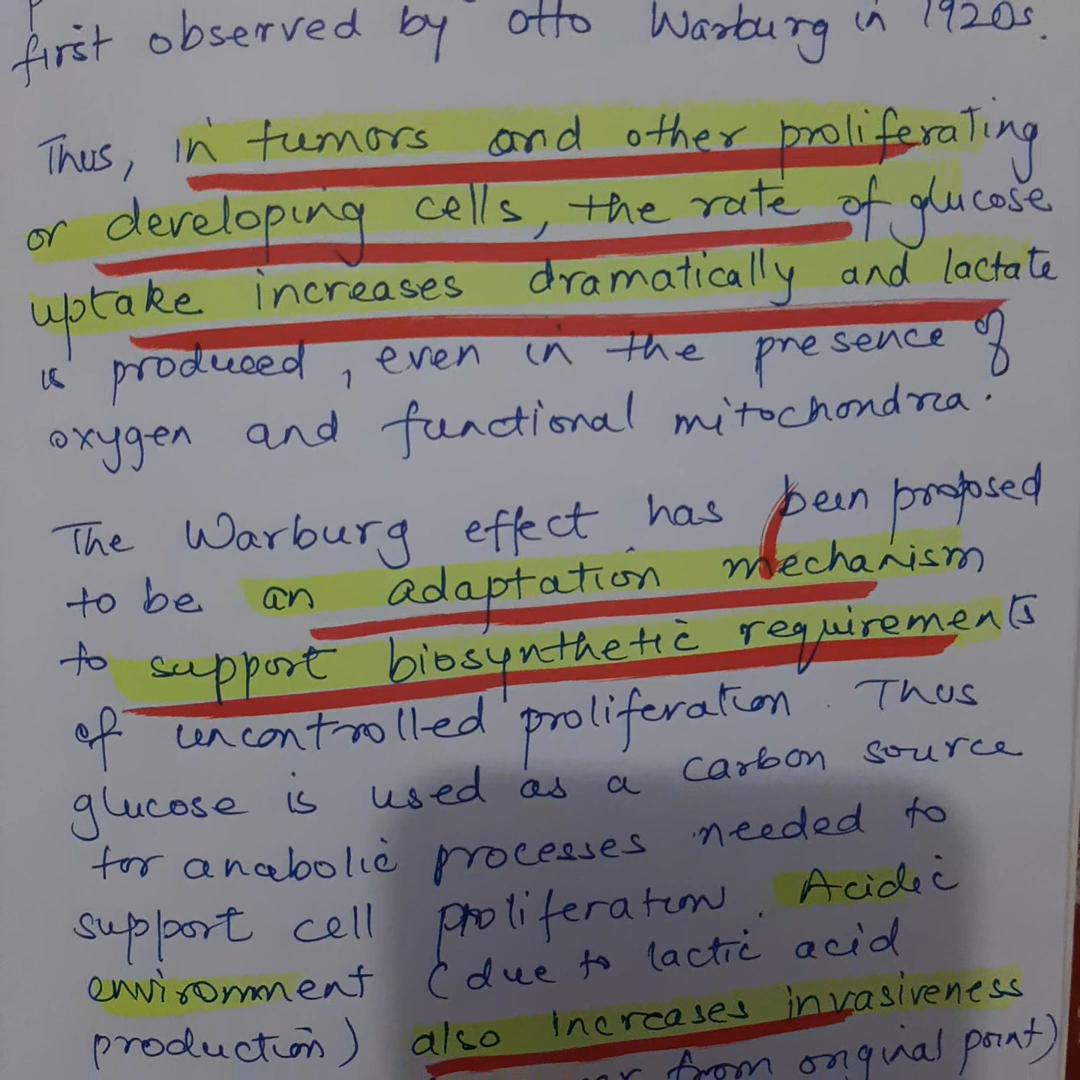 first observed by Otto Warburg in 1920s.
Thus, in tumors and other proliferating
or developing cells, the rate of glucose
uptake increases dramatically and lactate
is produced, even in the presence of
oxygen and functional mitochondria.
The Warburg effect has been proposed
to be an adaptation mechanism
to support biosynthetic requirements
of uncontrolled proliferation. Thus
glucose is used as a carbon source
for anabolic processes needed to
support cell proliferation. Acidic
environment (due to lactic acid
production) also increases invasiveness
from original point)